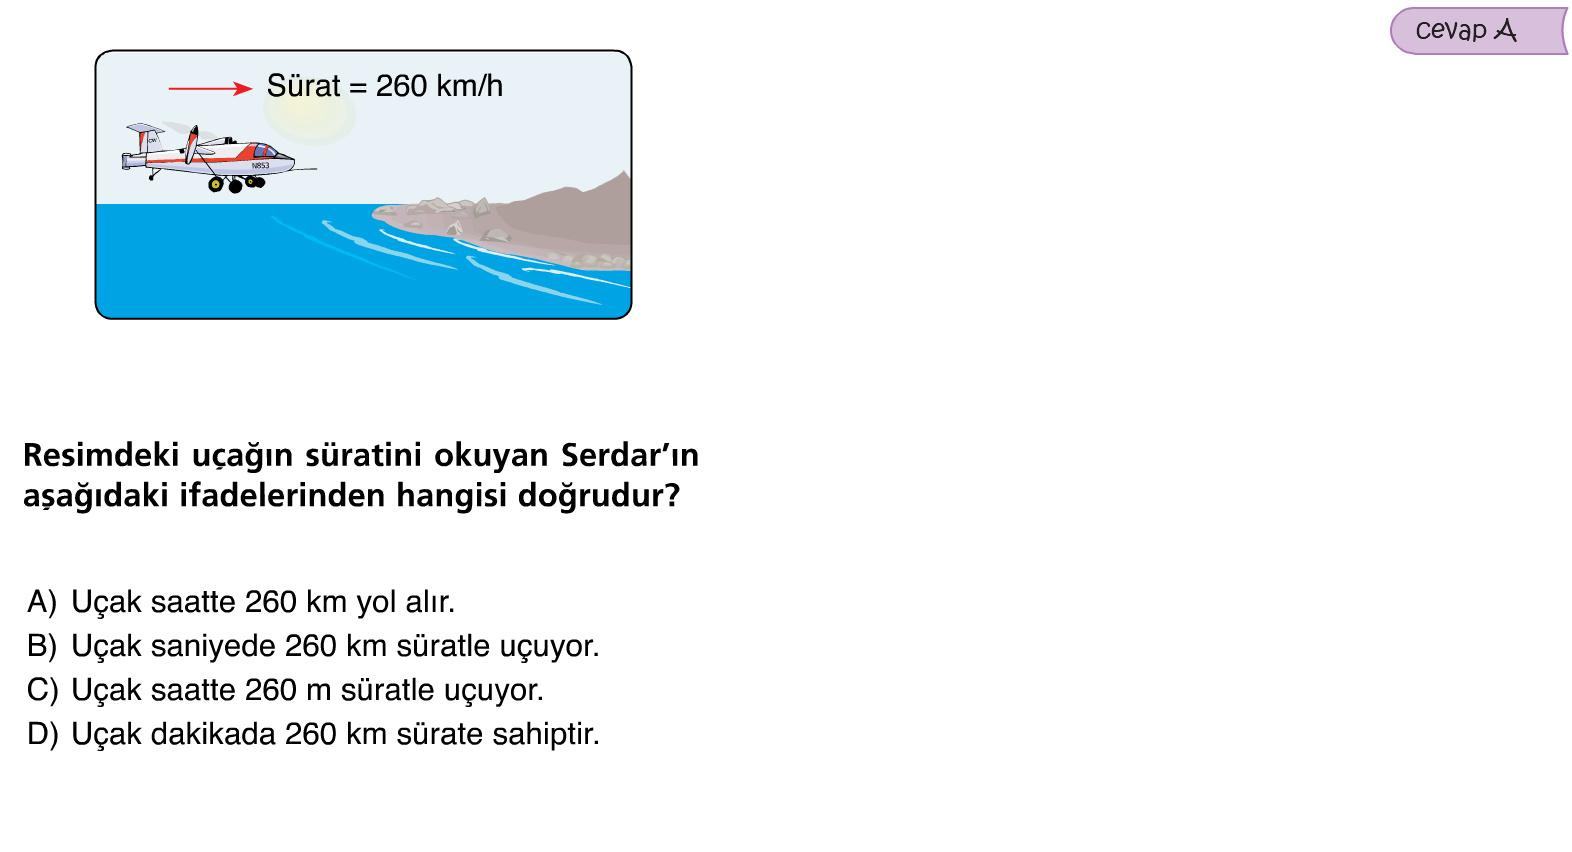 Cevap A
Sürat = 260 km/h
N853
Resimdeki uçağın süratini okuyan Serdar’ın
aşağıdaki ifadelerinden hangisi doğrudur?
A) Uçak saatte 260 km yol alır.
B) Uçak saniyede 260 km süratle uçuyor.
C) Uçak saatte 260 m süratle uçuyor.
D) Uçak dakikada 260 km sürate sahiptir.